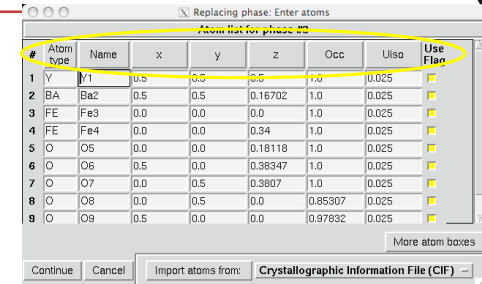 Replacing phase: Enter atoms
Atom list for phase #3
# Atom type Name x y z Occ Uiso Use Flag
1 Y Y1 0.5 0.5 0.5 1.0 0.025
2 BA Ba2 0.5 0.5 0.16702 1.0 0.025
3 FE Fe3 0.0 0.0 0.0 1.0 0.025
4 FE Fe4 0.0 0.0 0.34 1.0 0.025
5 O O5 0.0 0.0 0.18118 1.0 0.025
6 O O6 0.5 0.0 0.38347 1.0 0.025
7 O O7 0.0 0.5 0.3807 1.0 0.025
8 O O8 0.0 0.5 0.0 0.85307 0.025
9 O O9 0.5 0.0 0.0 0.97832 0.025
More atom boxes
Continue Cancel Import atoms from: Crystallographic Information File (CIF)